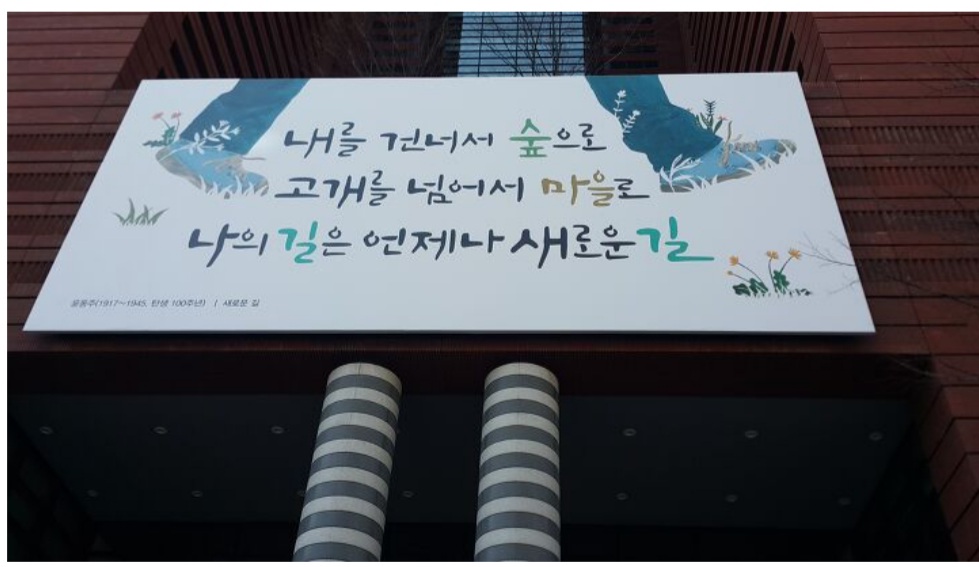 내를 건너서 숲으로
고개를 넘어서 마을로
나의 길은 언제나 새로운 길
윤동주(1917~1945, 탄생 100주년) | 새로운 길